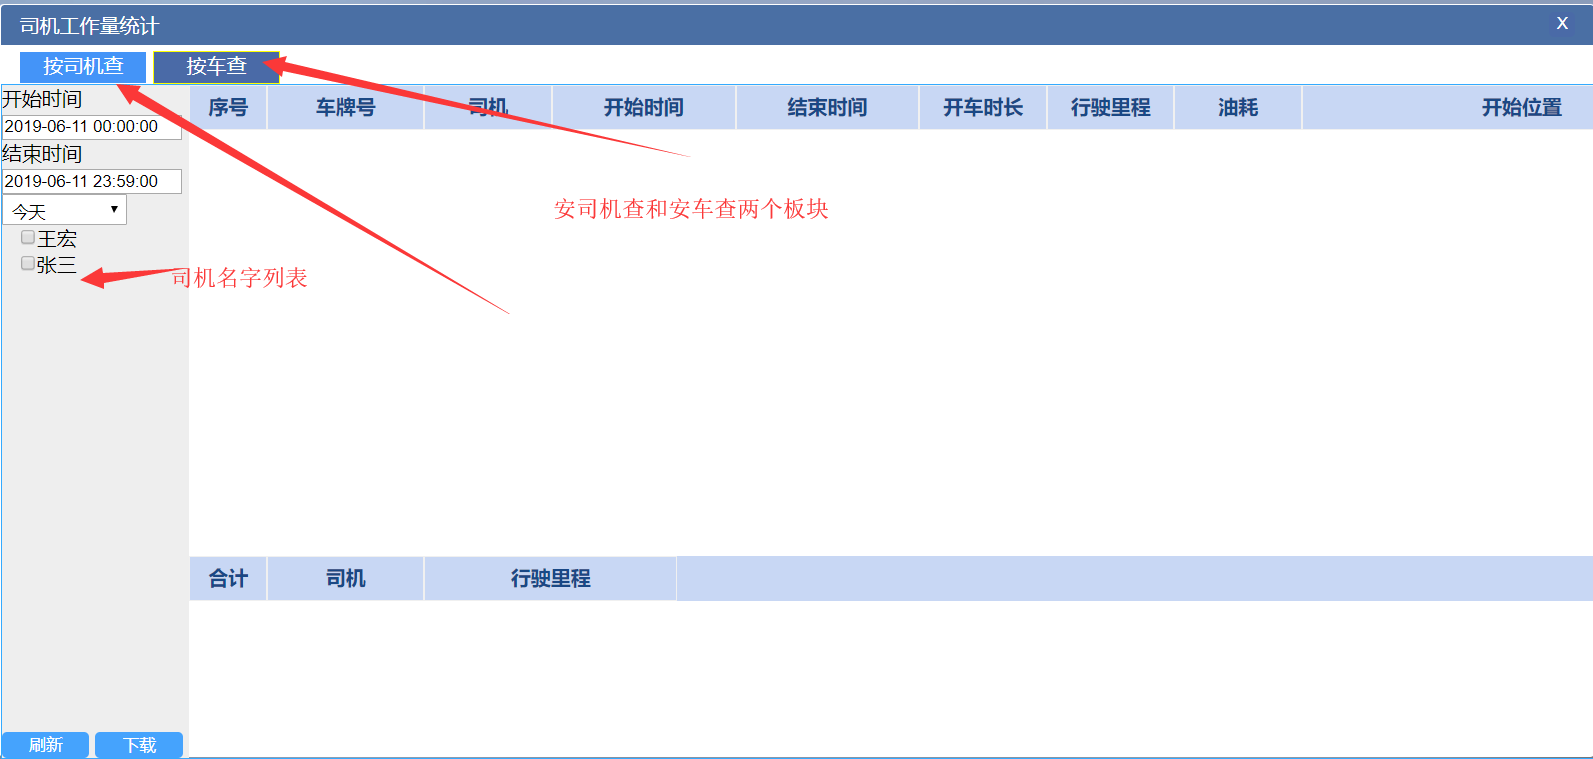 司机工作量统计 X
按司机查 按车查
开始时间
2019-06-11 00:00:00
结束时间
2019-06-11 23:59:00
今天
王宏
张三
司机名字列表
序号 车牌号 司机 开始时间 结束时间 开车时长 行驶里程 油耗 开始位置
安司机查和安车查两个板块
合计 司机 行驶里程
刷新 下载